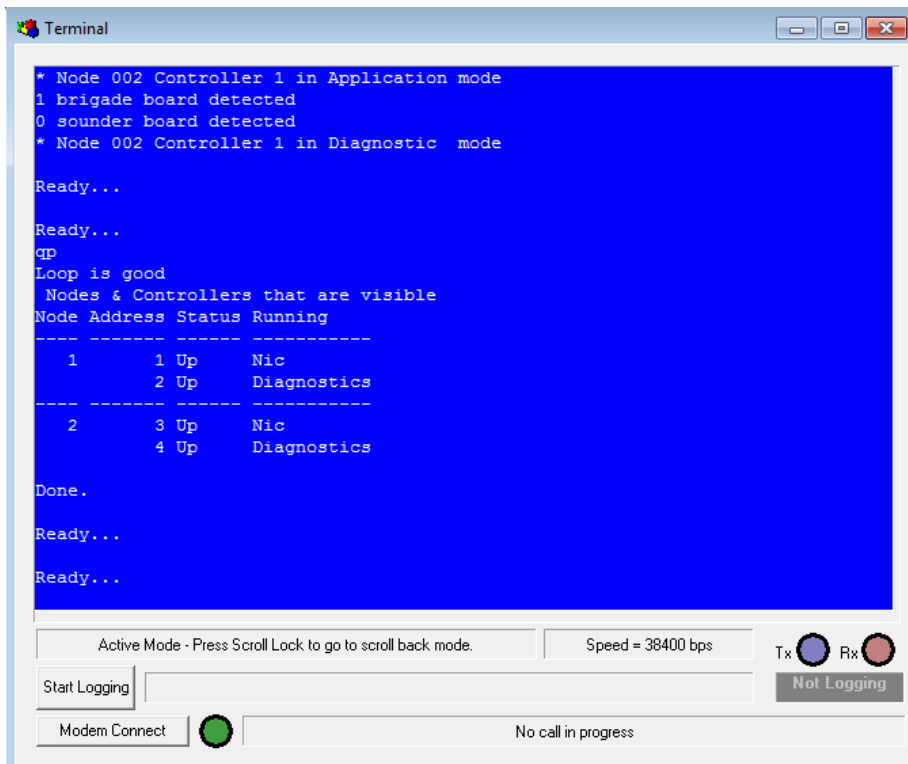 Terminal
* Node 002 Controller 1 in Application mode
1 brigade board detected
0 sounder board detected
* Node 002 Controller 1 in Diagnostic  mode
Ready...
Ready...
qp
Loop is good
 Nodes & Controllers that are visible
Node Address Status Running
---- ------- ------ -----------
   1       1 Up     Nic
           2 Up     Diagnostics
---- ------- ------ -----------
   2       3 Up     Nic
           4 Up     Diagnostics
Done.
Ready...
Ready...
Active Mode - Press Scroll Lock to go to scroll back mode.
Speed = 38400 bps
Tx Rx
Start Logging
Not Logging
Modem Connect
No call in progress